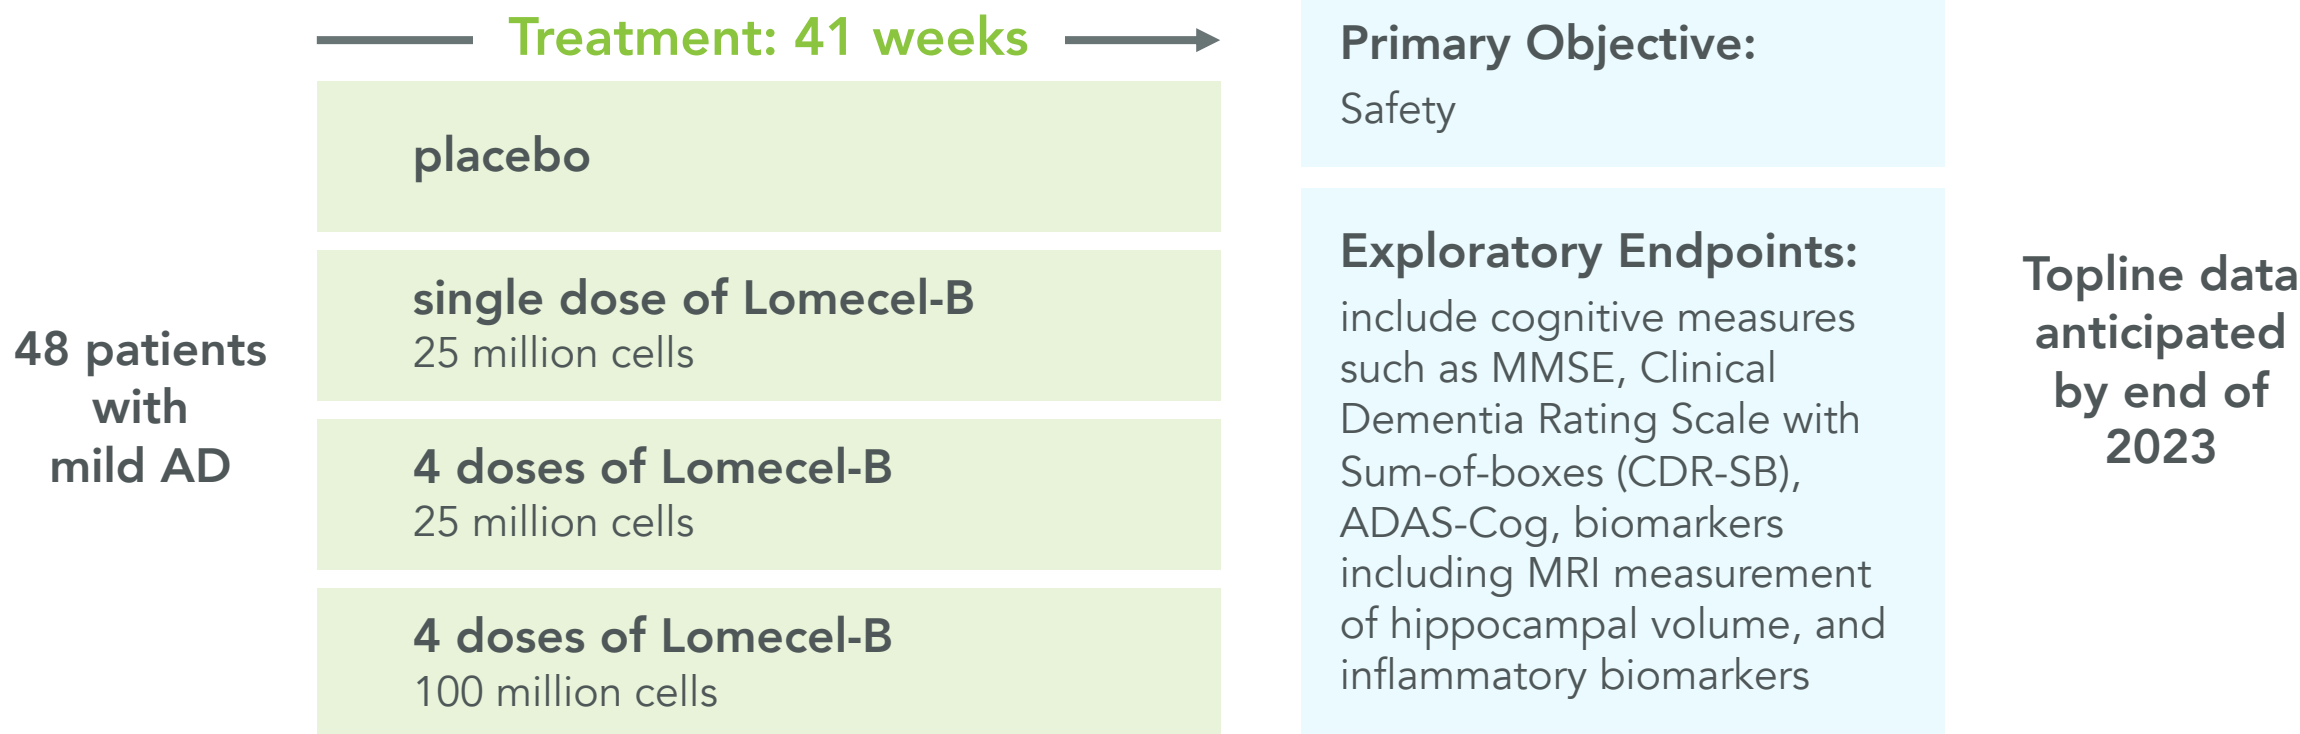 48 patients
with
mild AD
Treatment: 41 weeks
placebo
single dose of Lomecel-B
25 million cells
4 doses of Lomecel-B
25 million cells
4 doses of Lomecel-B
100 million cells
Primary Objective:
Safety
Exploratory Endpoints:
include cognitive measures
such as MMSE, Clinical
Dementia Rating Scale with
Sum-of-boxes (CDR-SB),
ADAS-Cog, biomarkers
including MRI measurement
of hippocampal volume, and
inflammatory biomarkers
Topline data
anticipated
by end of
2023